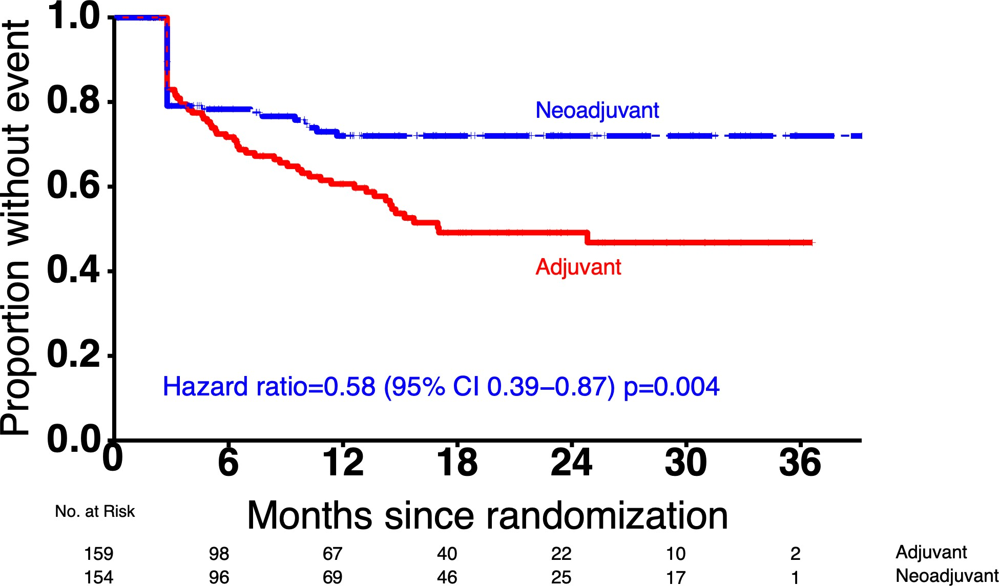 Proportion without event
1.0
0.8
0.6
0.4
0.2
0.0
Neoadjuvant
Adjuvant
Hazard ratio=0.58 (95% CI 0.39–0.87) p=0.004
0 6 12 18 24 30 36
Months since randomization
No. at Risk
159 98 67 40 22 10 2 Adjuvant
154 96 69 46 25 17 1 Neoadjuvant